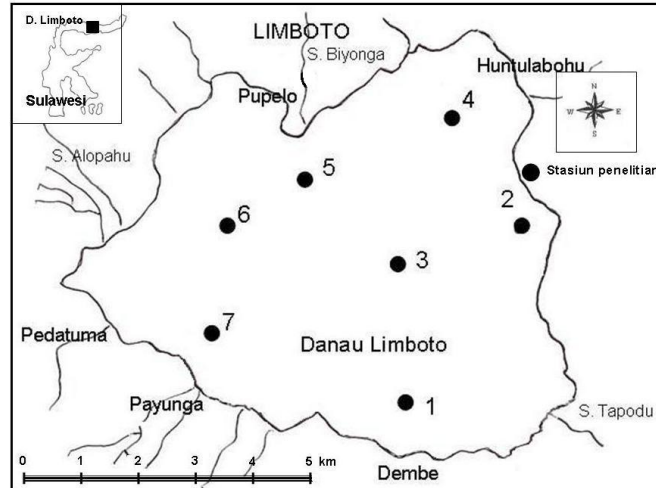 D. Limboto
Sulawesi
LIMBOTO
S. Biyonga
Huntulabohu
Pupelo
4
N
W E
S
S. Alopahu
5
Stasiun penelitian
6
2
3
7
Pedatuma
Danau Limboto
Payunga
1
S. Tapodu
0 1 2 3 4 5 km
Dembe